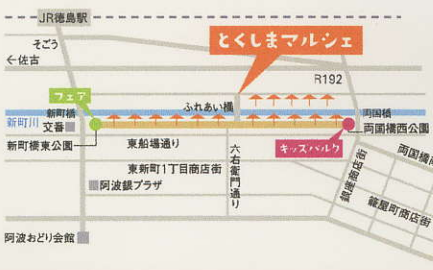 JR徳島駅
そごう
←佐古
とくしまマルシェ
R192
フェア
ふれあい橋
新町橋
両国橋
新町川
交番
両国橋西公園
新町橋東公園
東船場通り
キッズパルク
両国橋
東新町1丁目商店街
六右衛門通り
銀座商店街
阿波銀プラザ
籠屋町商店街
阿波おどり会館